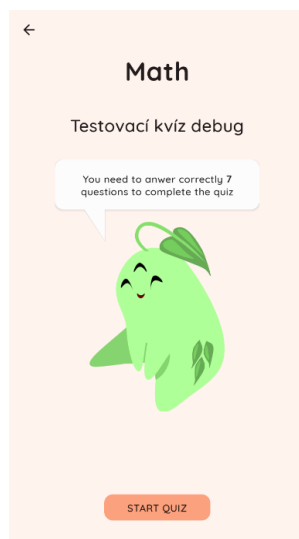 Math
Testovací kvíz debug
You need to anwer correctly 7
questions to complete the quiz
START QUIZ